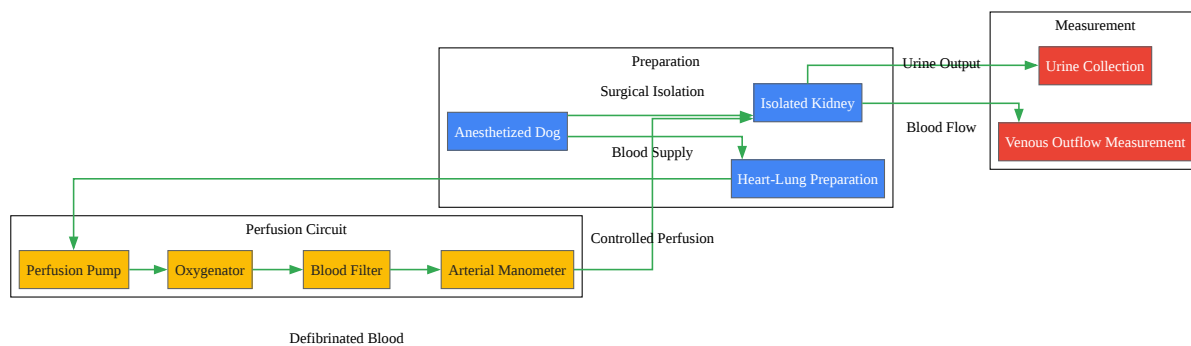 Measurement
Urine Collection
Venous Outflow Measurement
Urine Output
Blood Flow
Preparation
Surgical Isolation
Isolated Kidney
Anesthetized Dog
Blood Supply
Heart-Lung Preparation
Perfusion Circuit
Controlled Perfusion
Perfusion Pump
Oxygenator
Blood Filter
Arterial Manometer
Defibrinated Blood